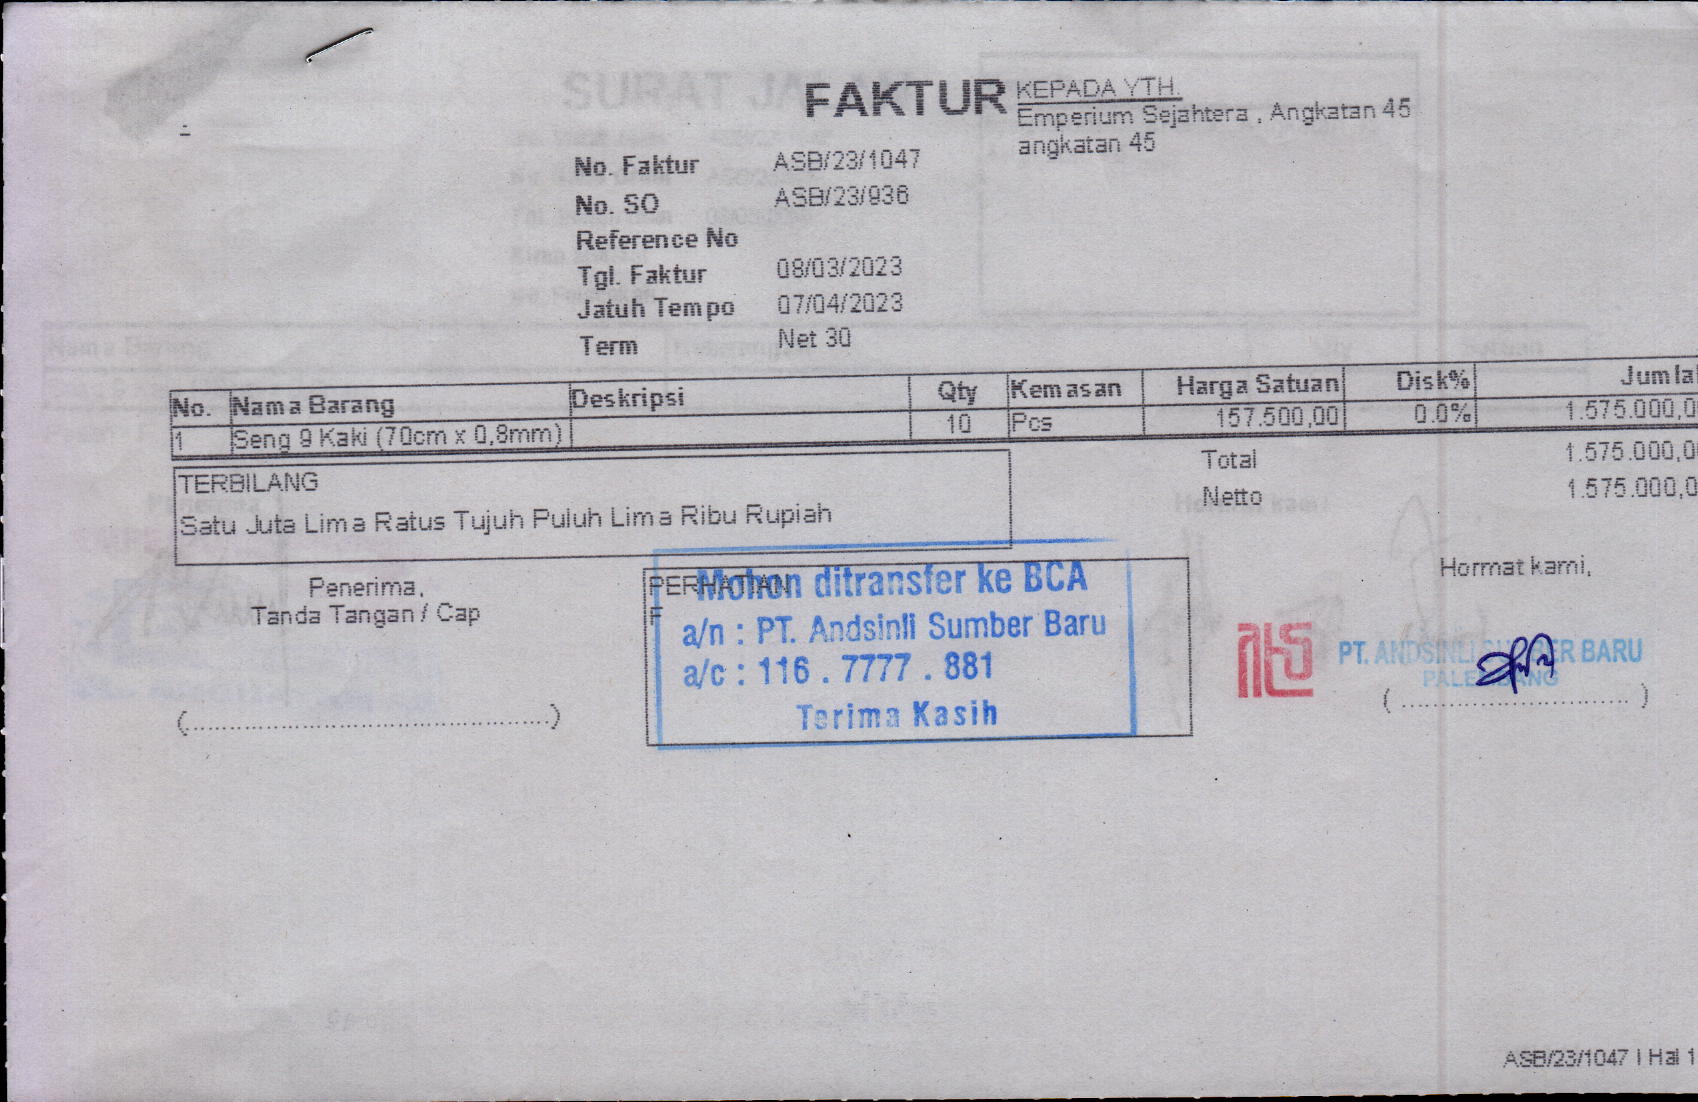 FAKTUR
KEPADA YTH.
Emperium Sejahtera , Angkatan 45
angkatan 45
No. Faktur ASB/23/1047
No. SO ASB/23/936
Reference No
Tgl. Faktur 08/03/2023
Jatuh Tempo 07/04/2023
Term Net 30
No. Nama Barang Deskripsi Qty Kemasan Harga Satuan Disk% Jumla
1 Seng 9 Kaki (70cm x 0,8mm) 10 Pcs 157.500,00 0.0% 1.575.000,0
Total 1.575.000,0
Netto 1.575.000,0
TERBILANG
Satu Juta Lima Ratus Tujuh Puluh Lima Ribu Rupiah
Penerima,
Tanda Tangan / Cap
(........................................)
PERHATIAN
F
Mohon ditransfer ke BCA
a/n : PT. Andsinli Sumber Baru
a/c : 116 . 7777 . 881
Terima Kasih
Hormat kami,
PT. ANDSINLI SUMBER BARU
PALEMBANG
( ............................. )
ASB/23/1047 | Hal 1